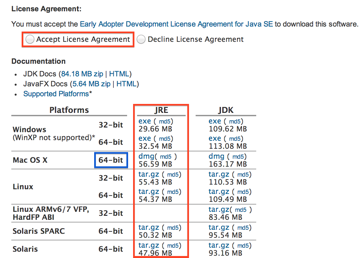 License Agreement:
You must accept the Early Adopter Development License Agreement for Java SE to download this software.
Accept License Agreement Decline License Agreement
Documentation
• JDK Docs (84.18 MB zip | HTML)
• JavaFX Docs (5.64 MB zip | HTML)
• Supported Platforms*
Platforms JRE JDK
Windows (WinXP not supported)* 32-bit exe ( md5) 29.66 MB exe ( md5) 109.62 MB
64-bit exe ( md5) 32.54 MB exe ( md5) 113.08 MB
Mac OS X 64-bit dmg( md5 ) 56.59 MB dmg ( md5) 163.17 MB
Linux 32-bit tar.gz ( md5) 55.43 MB tar.gz ( md5) 110.53 MB
64-bit tar.gz ( md5) 54.37 MB tar.gz ( md5) 109.49 MB
Linux ARMv6/7 VFP, HardFP ABI 32-bit tar.gz( md5) 83.46 MB
Solaris SPARC 64-bit tar.gz ( md5) 50.32 MB tar.gz ( md5) 95.54 MB
Solaris 64-bit tar.gz ( md5) 47.96 MB tar.gz ( md5) 93.16 MB